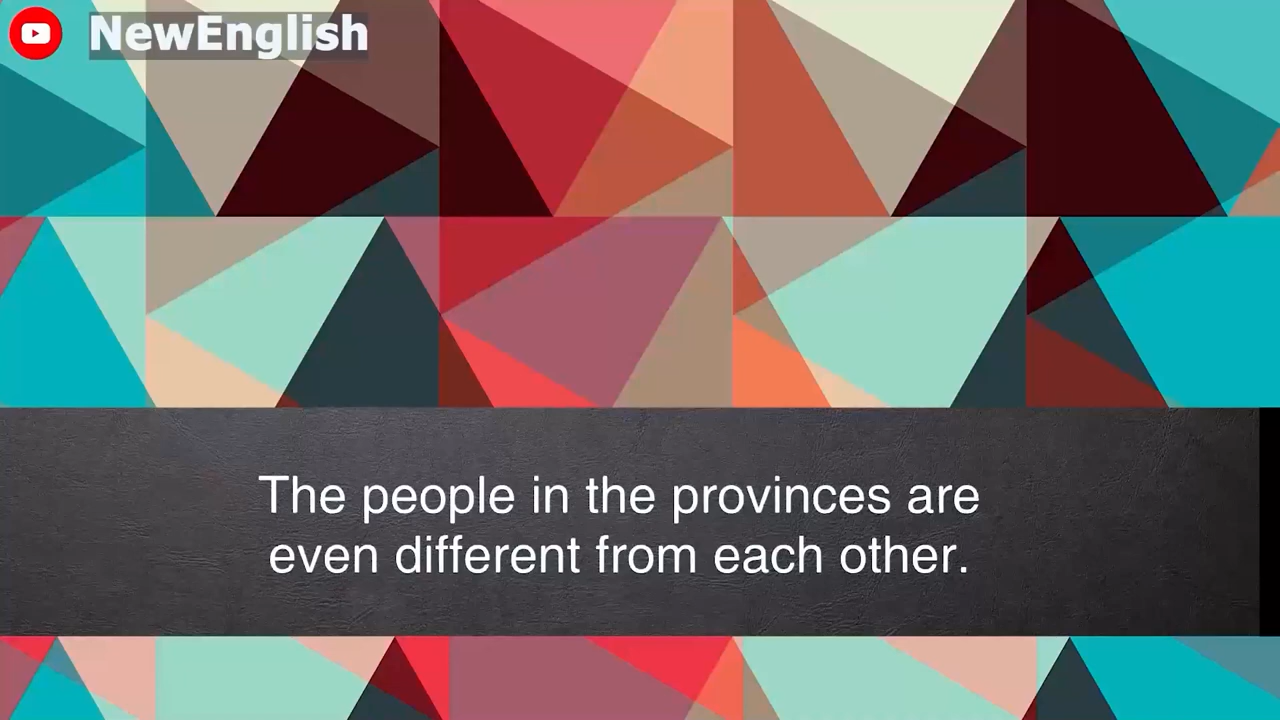 NewEnglish
The people in the provinces are
even different from each other.